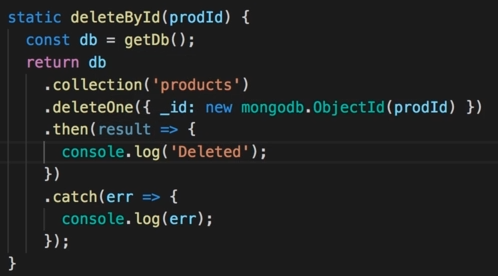 static deleteById(prodId) {
  const db = getDb();
  return db
    .collection('products')
    .deleteOne({ _id: new mongodb.ObjectId(prodId) })
    .then(result => {
      console.log('Deleted');
    })
    .catch(err => {
      console.log(err);
    });
}